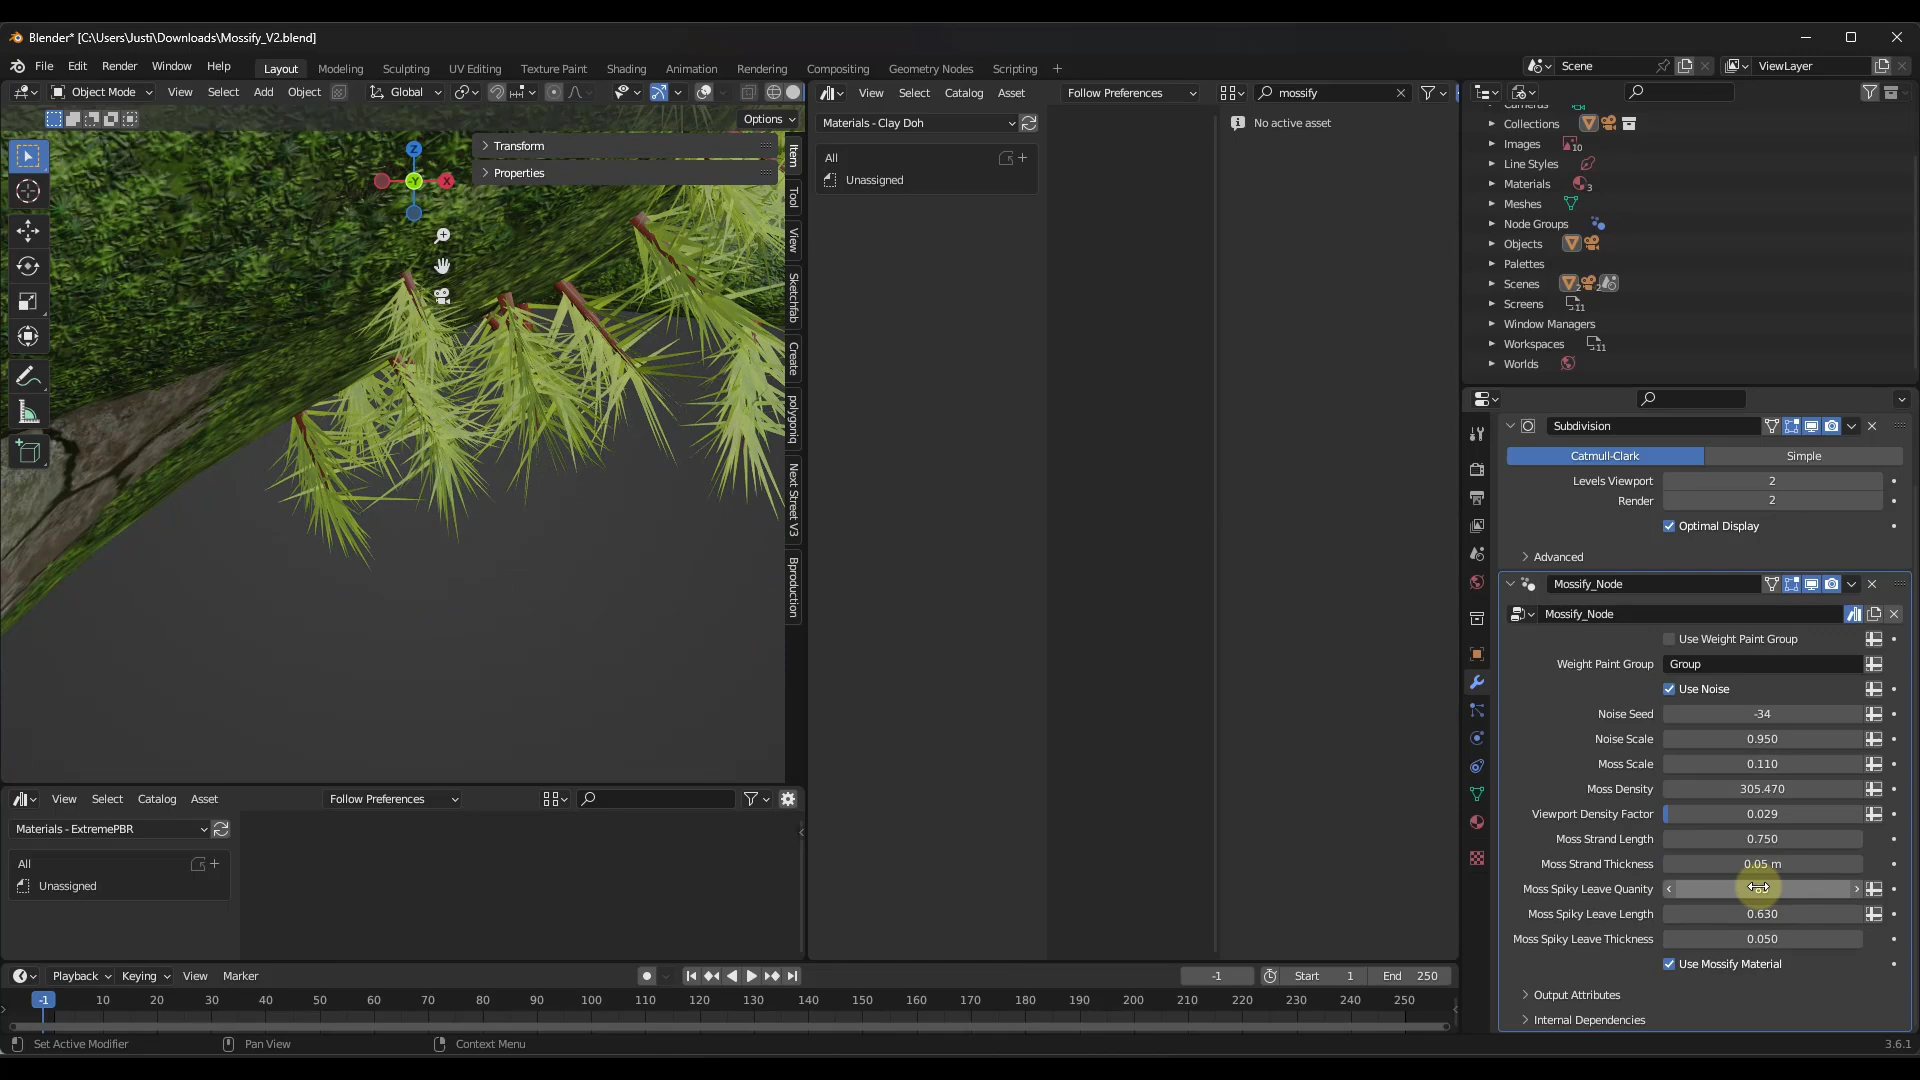 Blender* [C:\Users\Justi\Downloads\Mossify_V2.blend]
File Edit Render Window Help
Layout Modeling Sculpting UV Editing Texture Paint Shading Animation Rendering Compositing Geometry Nodes Scripting +
Scene ViewLayer
Object Mode View Select Add Object Global
Options
Transform
Properties
Z
-Y
X
Item
Tool
View
Sketchfab
Create
polygoniq
Next Street V3
Bproduction
View Select Catalog Asset Follow Preferences mossify
Materials - Clay Doh
All
Unassigned
No active asset
Cameras
Collections
Images 10
Line Styles
Materials 3
Meshes
Node Groups
Objects
Palettes
Scenes 2 2
Screens 11
Window Managers
Workspaces 11
Worlds
Subdivision
Catmull-Clark Simple
Levels Viewport 2
Render 2
Optimal Display
Advanced
Mossify_Node
Mossify_Node
Use Weight Paint Group
Weight Paint Group Group
Use Noise
Noise Seed -34
Noise Scale 0.950
Moss Scale 0.110
Moss Density 305.470
Viewport Density Factor 0.029
Moss Strand Length 0.750
Moss Strand Thickness 0.05 m
Moss Spiky Leave Quanity
Moss Spiky Leave Length 0.630
Moss Spiky Leave Thickness 0.050
Use Mossify Material
Output Attributes
Internal Dependencies
View Select Catalog Asset Follow Preferences
Materials - ExtremePBR
All
Unassigned
Playback Keying View Marker -1 Start 1 End 250
-1 10 20 30 40 50 60 70 80 90 100 110 120 130 140 150 160 170 180 190 200 210 220 230 240 250
Set Active Modifier Pan View Context Menu 3.6.1